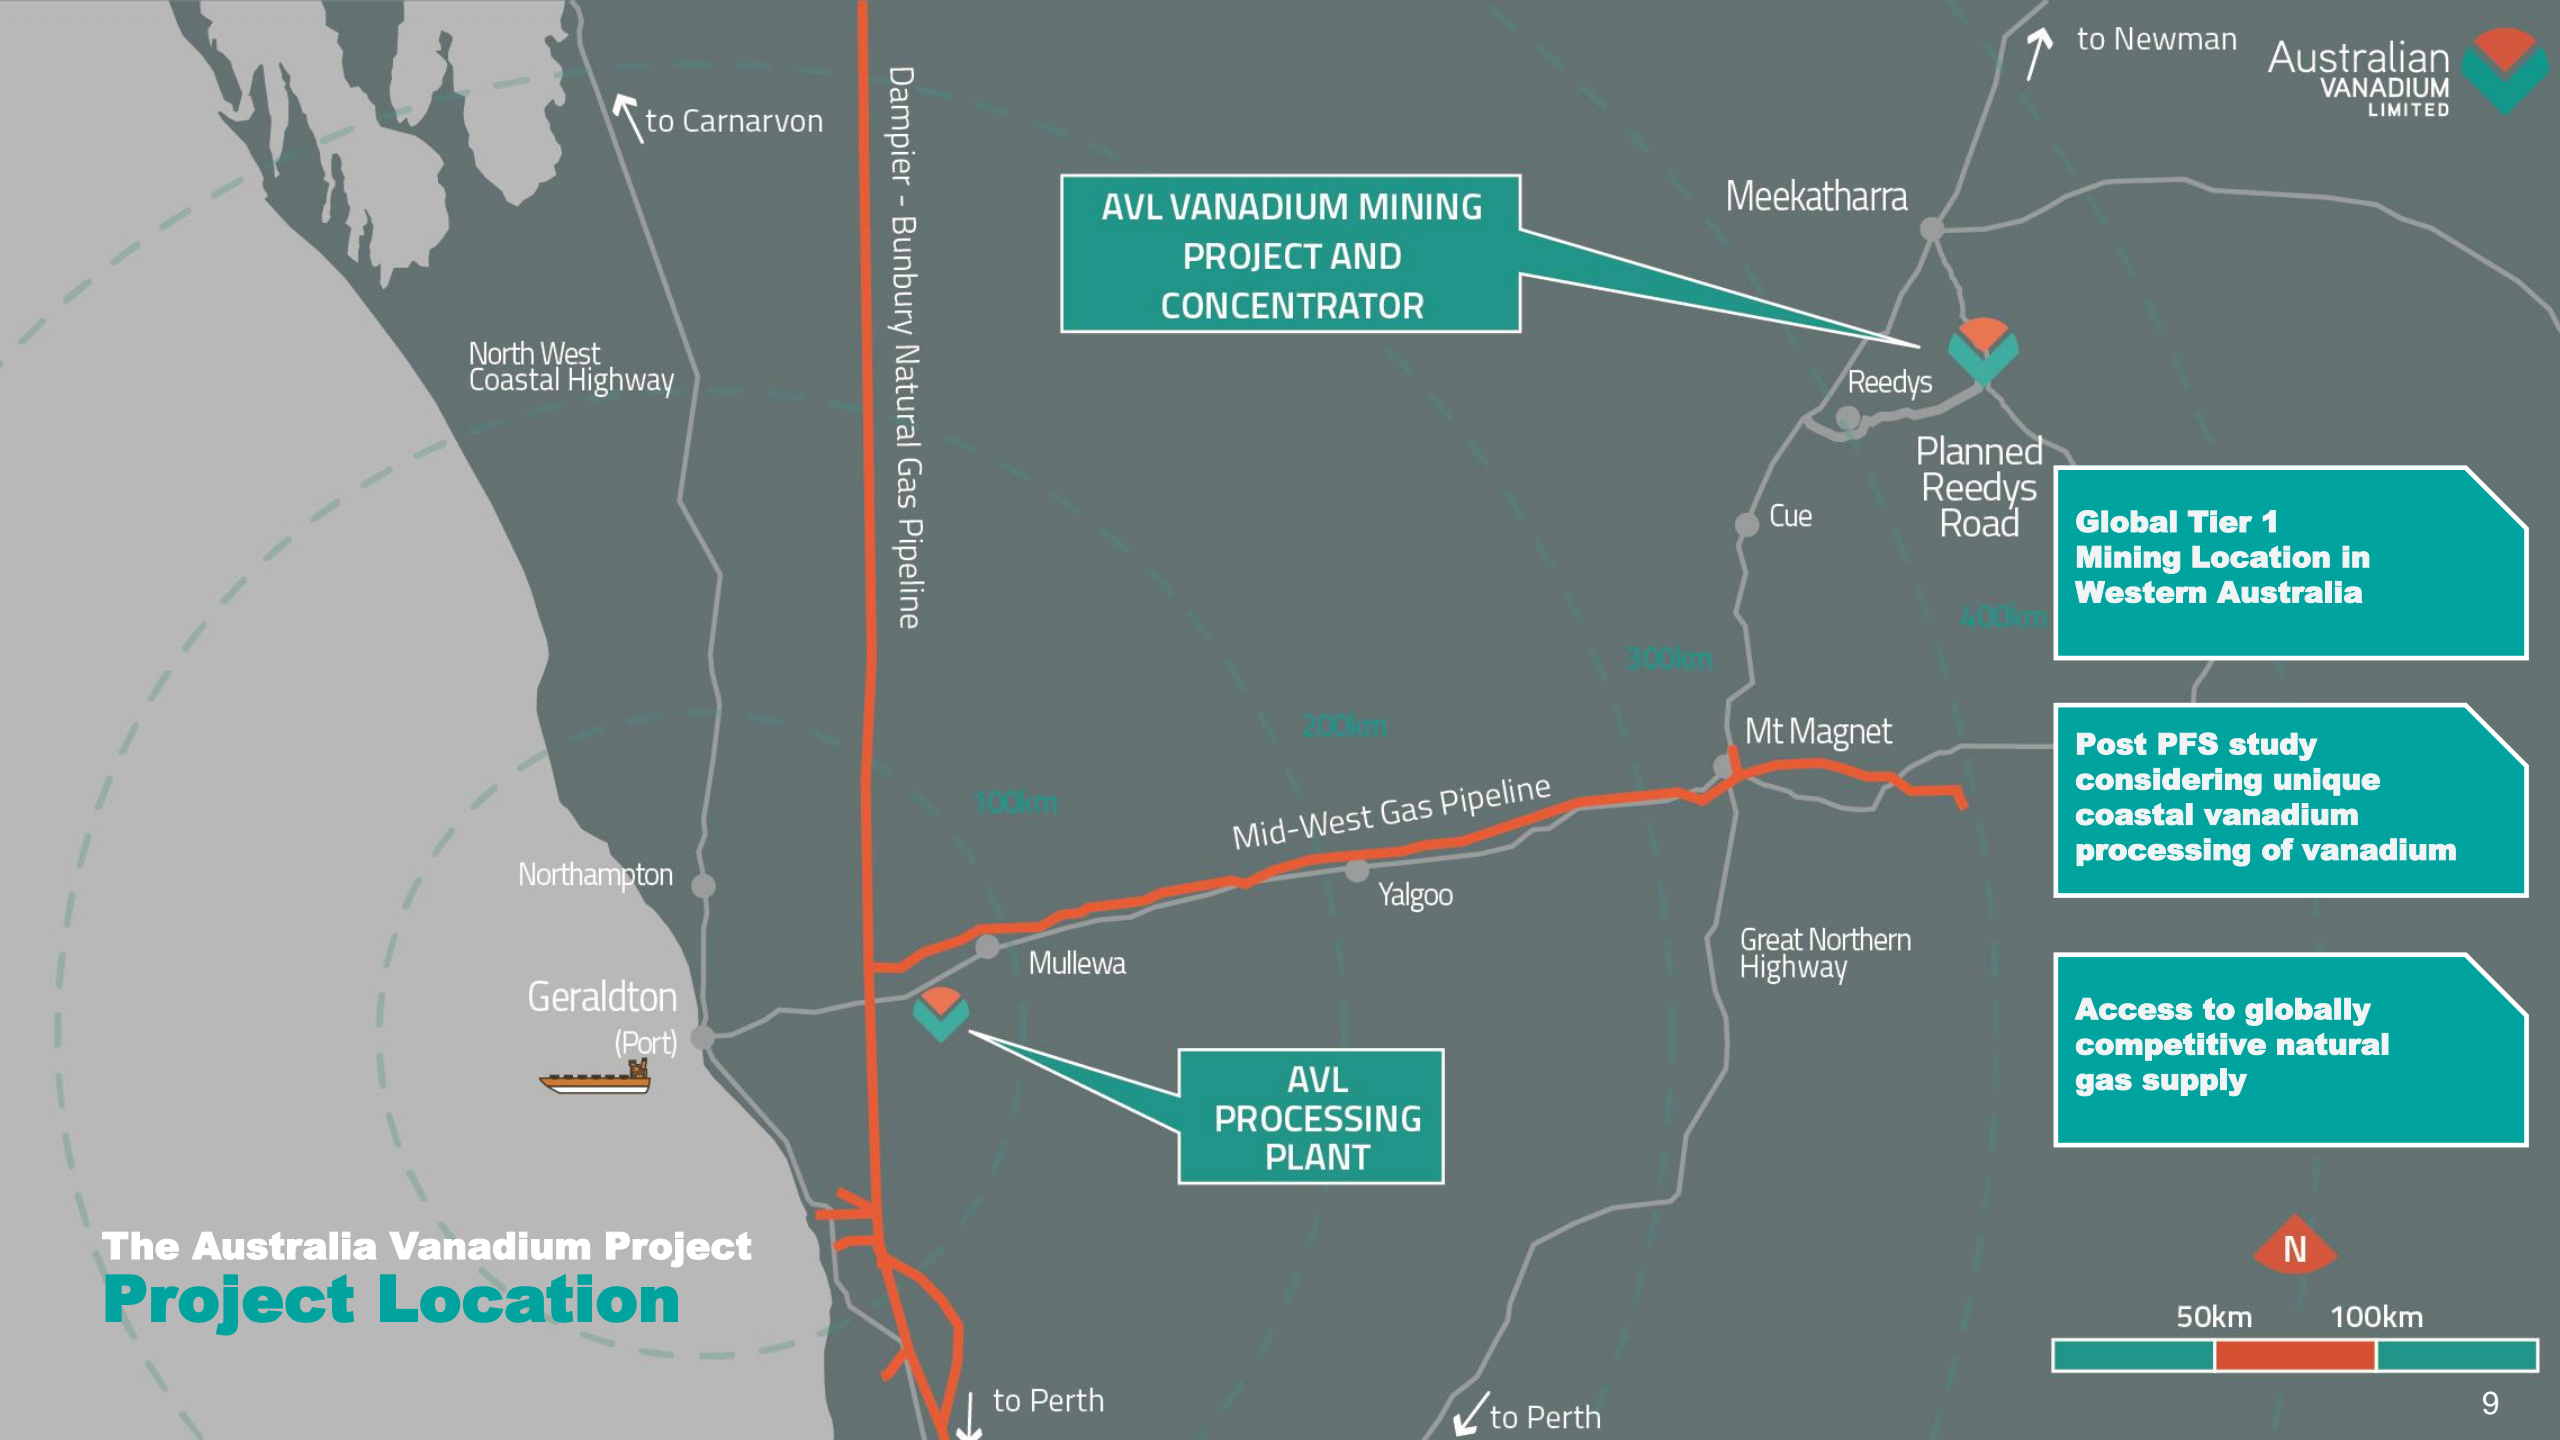 to Newman
Australian
VANADIUM
LIMITED
to Carnarvon
Dampier - Bunbury Natural Gas Pipeline
AVL VANADIUM MINING
PROJECT AND
CONCENTRATOR
Meekatharra
North West
Coastal Highway
Reedys
Planned
Reedys
Road
Cue
Global Tier 1
Mining Location in
Western Australia
400km
300km
200km
100km
Mt Magnet
Mid-West Gas Pipeline
Post PFS study
considering unique
coastal vanadium
processing of vanadium
Northampton
Yalgoo
Mullewa
Great Northern
Highway
Geraldton
(Port)
Access to globally
competitive natural
gas supply
AVL
PROCESSING
PLANT
The Australia Vanadium Project
Project Location
N
50km 100km
to Perth
to Perth
9